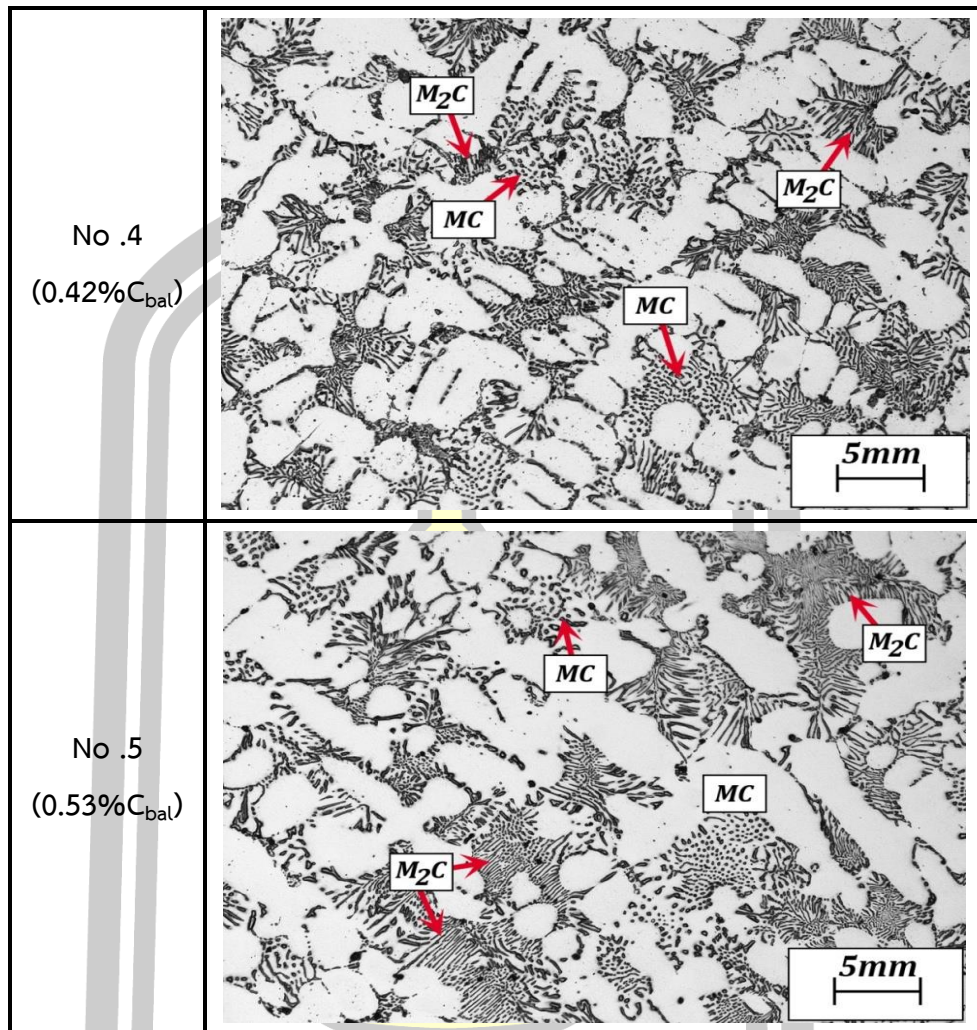 No .4
(0.42%C_bal)
M₂C
M₂C
MC
MC
5mm
No .5
(0.53%C_bal)
MC
M₂C
MC
M₂C
5mm